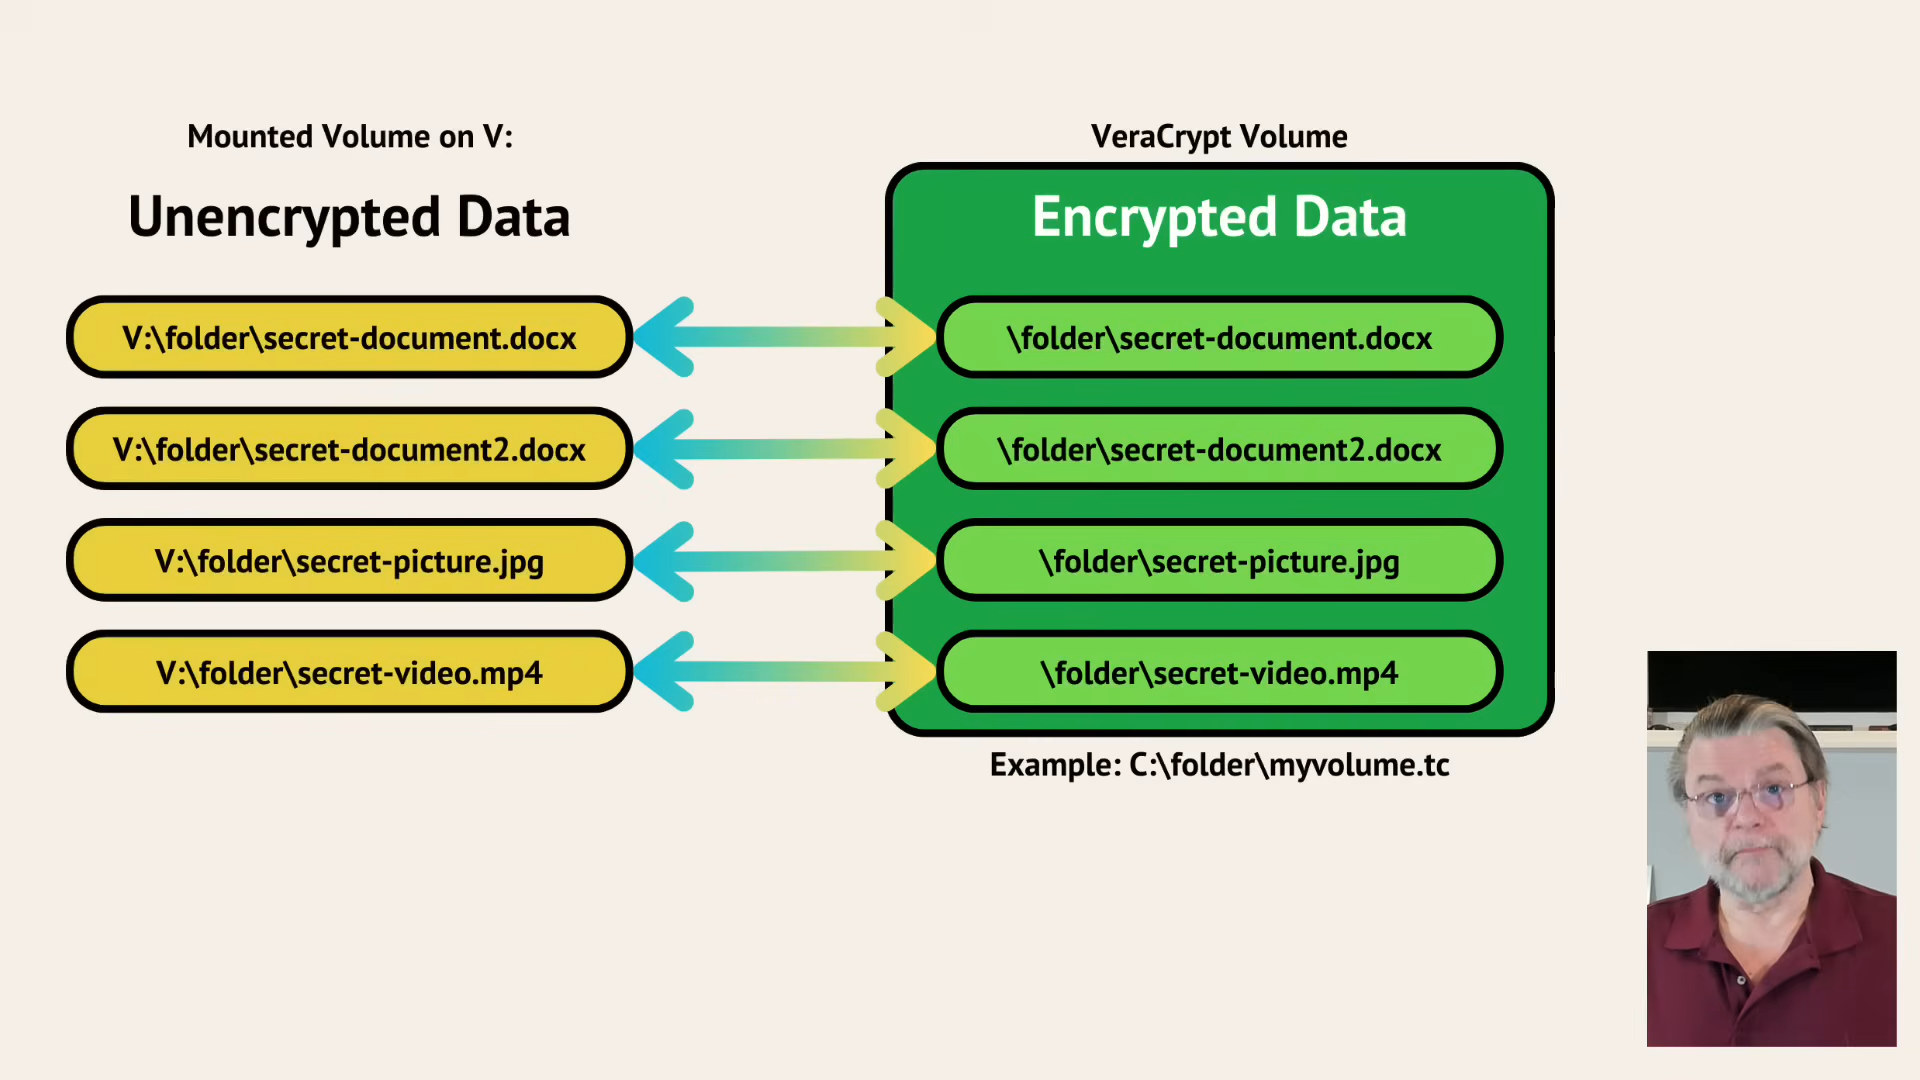 Mounted Volume on V:
Unencrypted Data
V:\folder\secret-document.docx
V:\folder\secret-document2.docx
V:\folder\secret-picture.jpg
V:\folder\secret-video.mp4
VeraCrypt Volume
Encrypted Data
\folder\secret-document.docx
\folder\secret-document2.docx
\folder\secret-picture.jpg
\folder\secret-video.mp4
Example: C:\folder\myvolume.tc